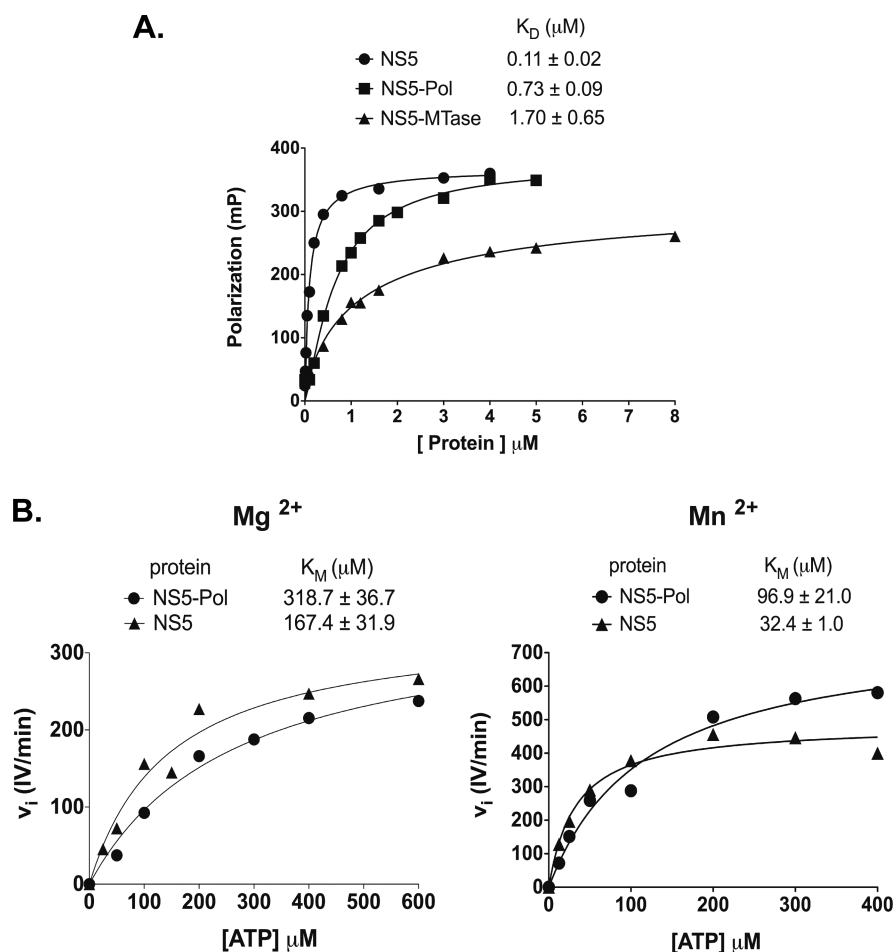 A.
K_D (μM)
NS5 0.11 ± 0.02
NS5-Pol 0.73 ± 0.09
NS5-MTase 1.70 ± 0.65
400
300
200
100
0
Polarization (mP)
0 1 2 3 4 5 6 7 8
[ Protein ] μM
B.
Mg 2+
protein K_M (μM)
NS5-Pol 318.7 ± 36.7
NS5 167.4 ± 31.9
300
200
100
0
v_i (IV/min)
0 100 200 300 400 500 600
[ATP] μM
Mn 2+
protein K_M (μM)
NS5-Pol 96.9 ± 21.0
NS5 32.4 ± 1.0
700
600
500
400
300
200
100
0
v_i (IV/min)
0 100 200 300 400
[ATP] μM